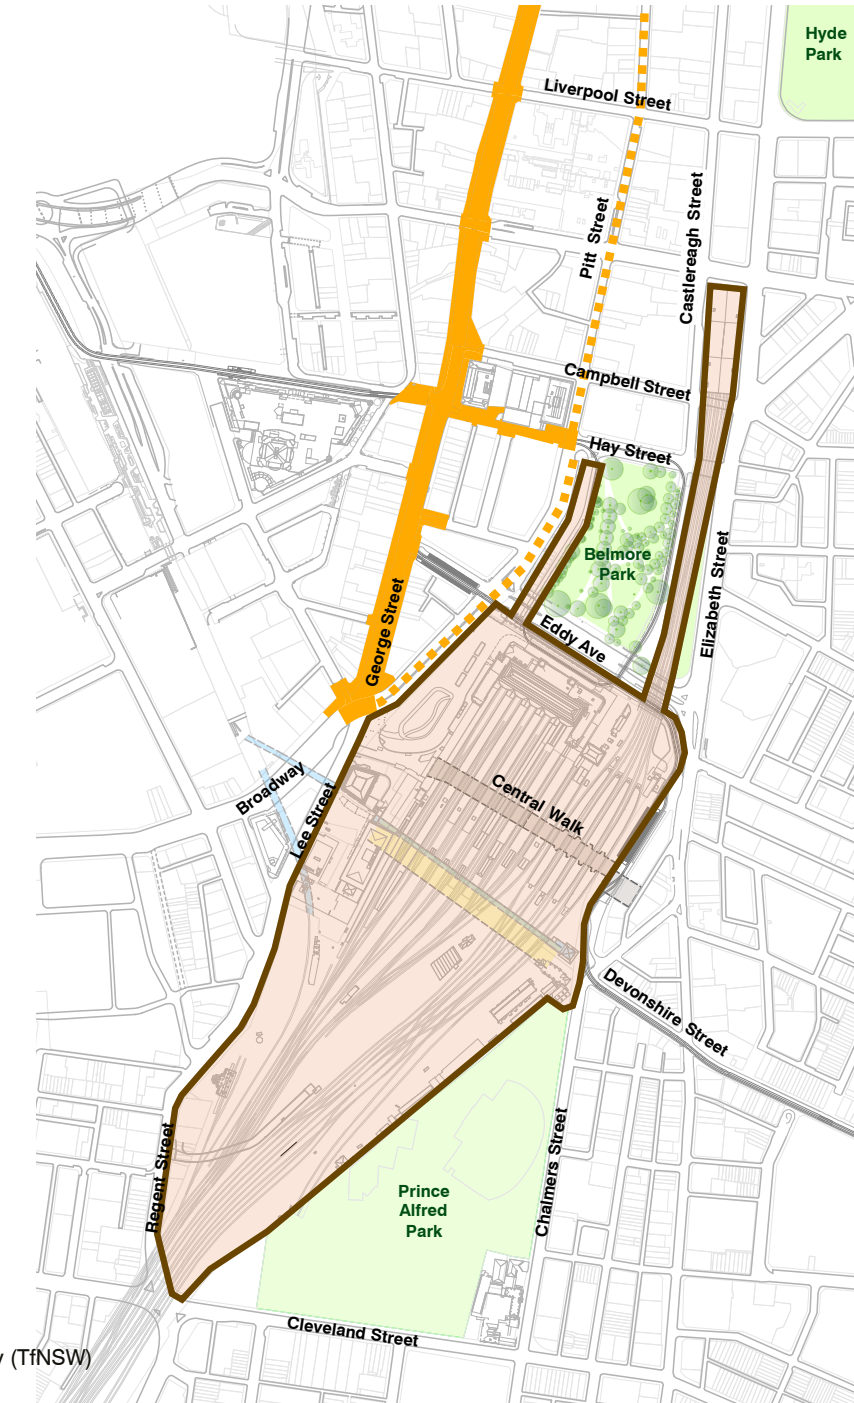 Hyde
Park
Liverpool Street
Pitt Street
Castlereagh Street
Campbell Street
Hay Street
Belmore
Park
Elizabeth Street
George Street
Eddy Ave
Broadway
Lee Street
Central Walk
Devonshire Street
Regent Street
Chalmers Street
Prince
Alfred
Park
Cleveland Street
(TfNSW)